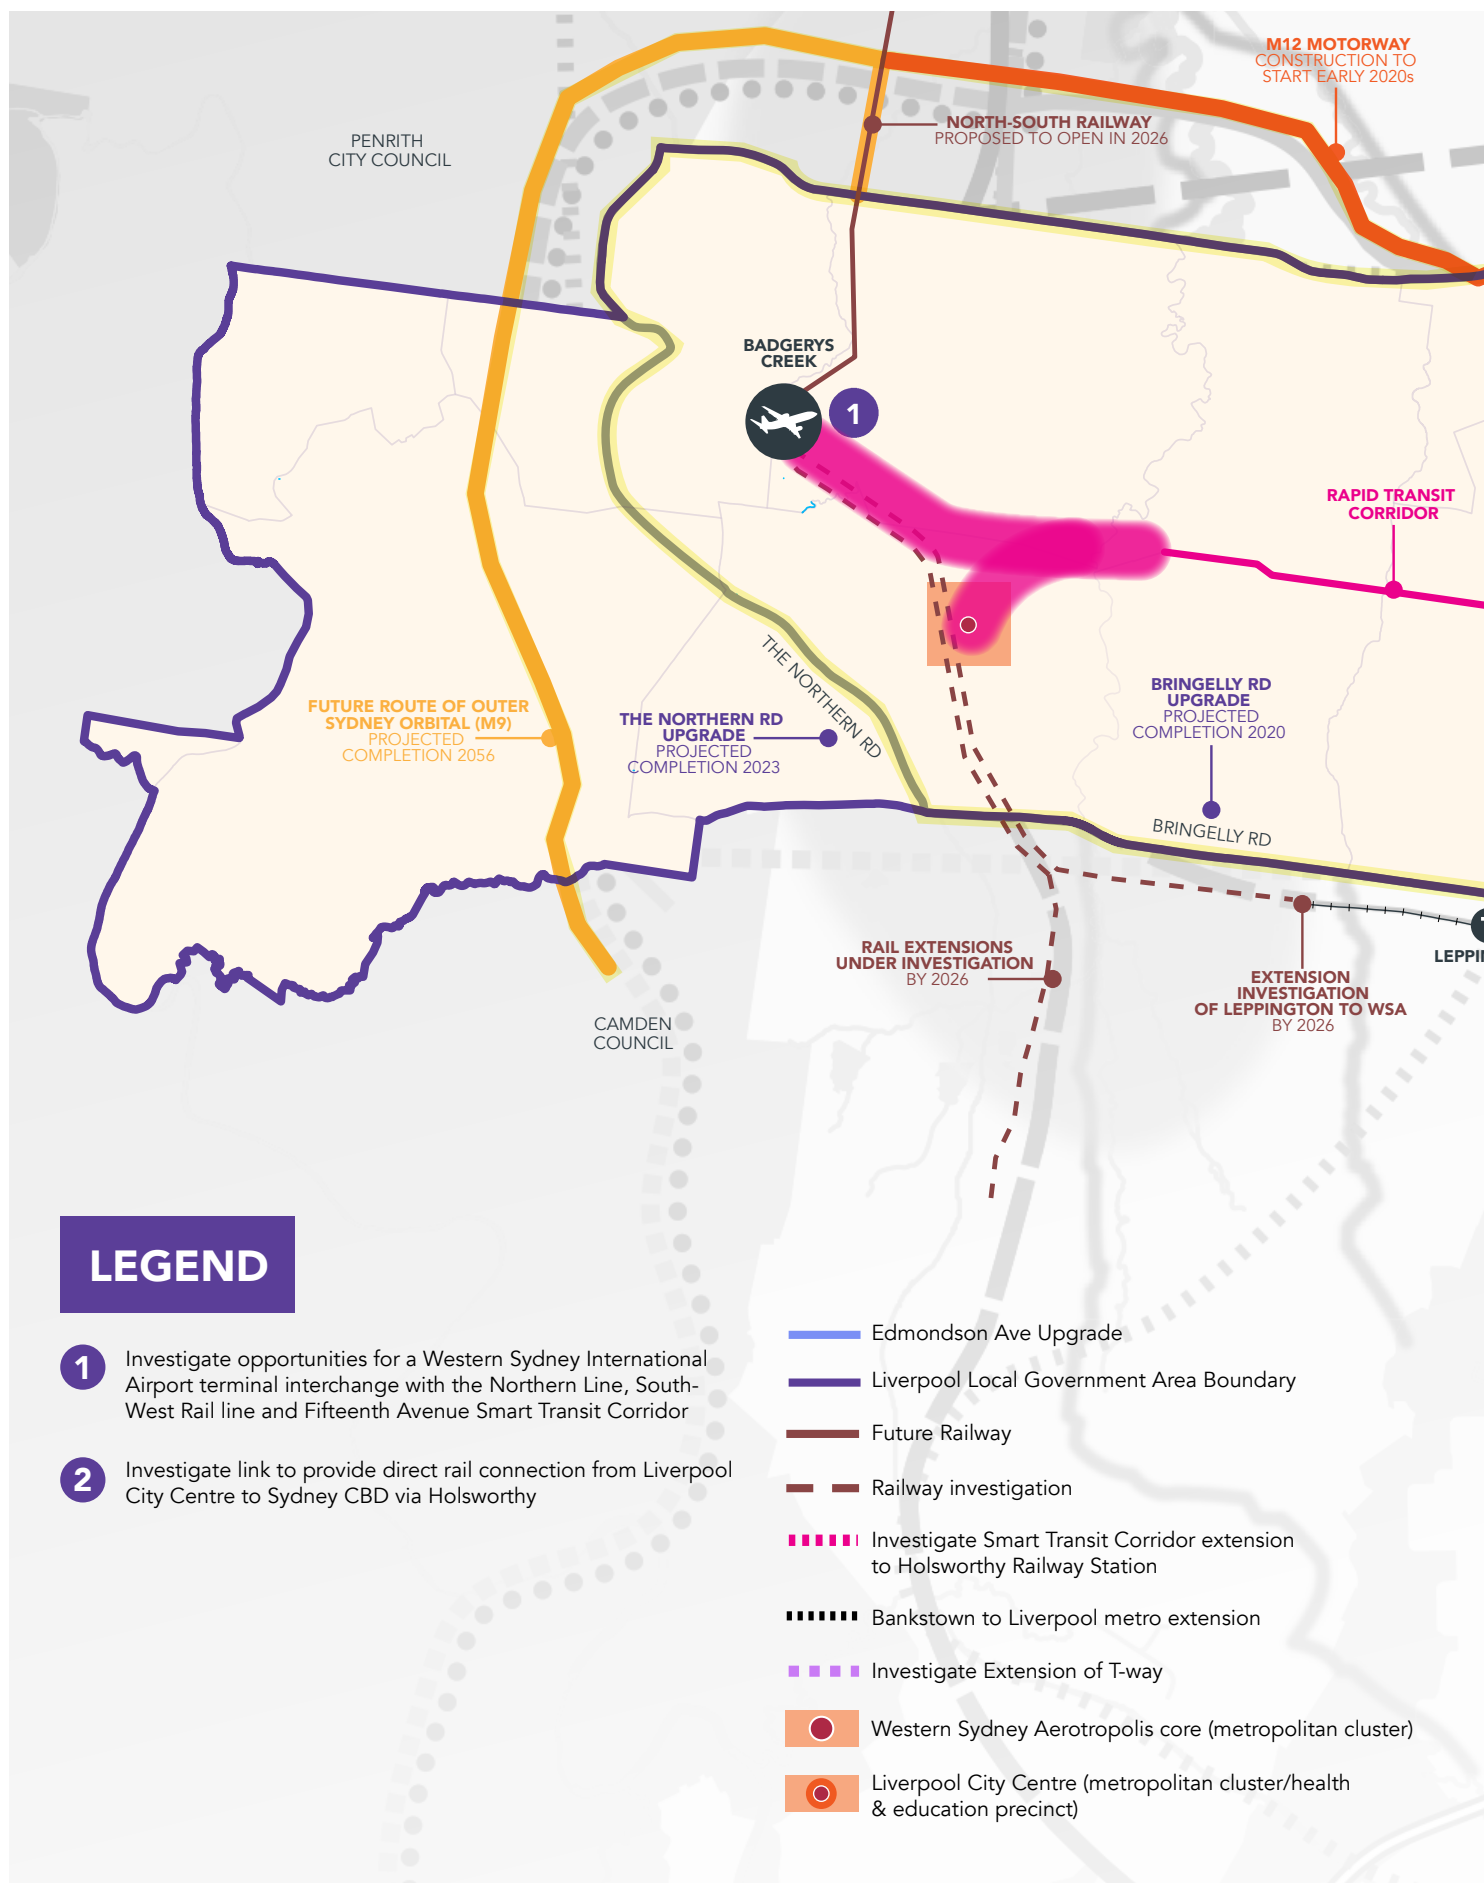 M12 MOTORWAY
CONSTRUCTION TO
START EARLY 2020s
NORTH-SOUTH RAILWAY
PROPOSED TO OPEN IN 2026
PENRITH
CITY COUNCIL
BADGERYS
CREEK
1
RAPID TRANSIT
CORRIDOR
THE NORTHERN RD
BRINGELLY RD
UPGRADE
PROJECTED
COMPLETION 2020
FUTURE ROUTE OF OUTER
SYDNEY ORBITAL (M9)
PROJECTED
COMPLETION 2056
THE NORTHERN RD
UPGRADE
PROJECTED
COMPLETION 2023
BRINGELLY RD
RAIL EXTENSIONS
UNDER INVESTIGATION
BY 2026
LEPPI
EXTENSION
INVESTIGATION
OF LEPPINGTON TO WSA
BY 2026
CAMDEN
COUNCIL
LEGEND
1
Investigate opportunities for a Western Sydney International
Airport terminal interchange with the Northern Line, South-
West Rail line and Fifteenth Avenue Smart Transit Corridor
2
Investigate link to provide direct rail connection from Liverpool
City Centre to Sydney CBD via Holsworthy
Edmondson Ave Upgrade
Liverpool Local Government Area Boundary
Future Railway
Railway investigation
Investigate Smart Transit Corridor extension
to Holsworthy Railway Station
Bankstown to Liverpool metro extension
Investigate Extension of T-way
Western Sydney Aerotropolis core (metropolitan cluster)
Liverpool City Centre (metropolitan cluster/health
& education precinct)